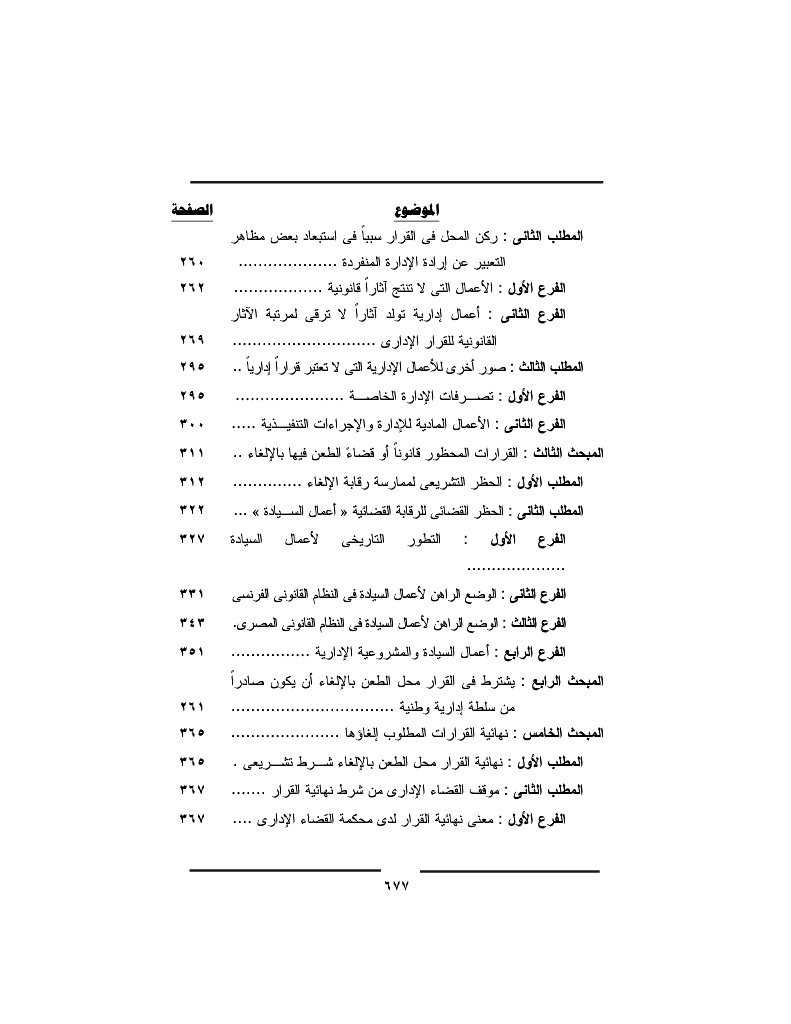 الموضوع الصفحة
المطلب الثانى : ركن المحل فى القرار سبباً فى استبعاد بعض مظاهر
التعبير عن إرادة الإدارة المنفردة .................... ٢٦٠
الفرع الأول : الأعمال التى لا تنتج آثاراً قانونية .................. ٢٦٢
الفرع الثانى : أعمال إدارية تولد آثاراً لا ترقى لمرتبة الآثار
القانونية للقرار الإدارى ............................. ٢٦٩
المطلب الثالث : صور أخرى للأعمال الإدارية التى لا تعتبر قراراً إدارياً .. ٢٩٥
الفرع الأول : تصـــرفات الإدارة الخاصـــة ...................... ٢٩٥
الفرع الثانى : الأعمال المادية للإدارة والإجراءات التنفيـــذية ..... ٣٠٠
المبحث الثالث : القرارات المحظور قانوناً أو قضاءً الطعن فيها بالإلغاء .. ٣١١
المطلب الأول : الحظر التشريعى لممارسة رقابة الإلغاء .............. ٣١٢
المطلب الثانى : الحظر القضائى للرقابة القضائية « أعمال الســـيادة » ... ٣٢٢
الفرع الأول : التطور التاريخى لأعمال السيادة ٣٢٧
....................
الفرع الثانى : الوضع الراهن لأعمال السيادة فى النظام القانونى الفرنسى ٣٣١
الفرع الثالث : الوضع الراهن لأعمال السيادة فى النظام القانونى المصرى. ٣٤٣
الفرع الرابع : أعمال السيادة والمشروعية الإدارية ................ ٣٥١
المبحث الرابع : يشترط فى القرار محل الطعن بالإلغاء أن يكون صادراً
من سلطة إدارية وطنية ................................. ٢٦١
المبحث الخامس : نهائية القرارات المطلوب إلغاؤها ...................... ٣٦٥
المطلب الأول : نهائية القرار محل الطعن بالإلغاء شـــرط تشـــريعى . ٣٦٥
المطلب الثانى : موقف القضاء الإدارى من شرط نهائية القرار ....... ٣٦٧
الفرع الأول : معنى نهائية القرار لدى محكمة القضاء الإدارى .... ٣٦٧
٦٧٧